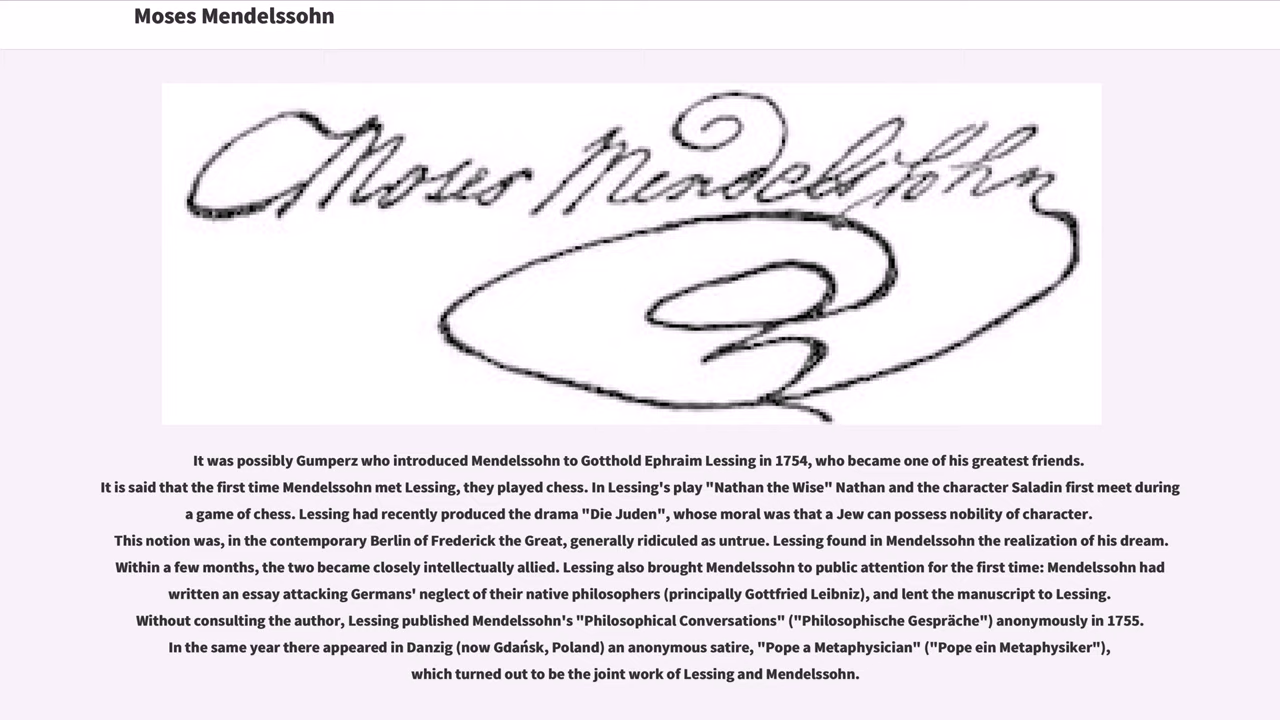 Moses Mendelssohn
Moses Mendelssohn
It was possibly Gumperz who introduced Mendelssohn to Gotthold Ephraim Lessing in 1754, who became one of his greatest friends.
It is said that the first time Mendelssohn met Lessing, they played chess. In Lessing's play "Nathan the Wise" Nathan and the character Saladin first meet during
a game of chess. Lessing had recently produced the drama "Die Juden", whose moral was that a Jew can possess nobility of character.
This notion was, in the contemporary Berlin of Frederick the Great, generally ridiculed as untrue. Lessing found in Mendelssohn the realization of his dream.
Within a few months, the two became closely intellectually allied. Lessing also brought Mendelssohn to public attention for the first time: Mendelssohn had
written an essay attacking Germans' neglect of their native philosophers (principally Gottfried Leibniz), and lent the manuscript to Lessing.
Without consulting the author, Lessing published Mendelssohn's "Philosophical Conversations" ("Philosophische Gespräche") anonymously in 1755.
In the same year there appeared in Danzig (now Gdańsk, Poland) an anonymous satire, "Pope a Metaphysician" ("Pope ein Metaphysiker"),
which turned out to be the joint work of Lessing and Mendelssohn.